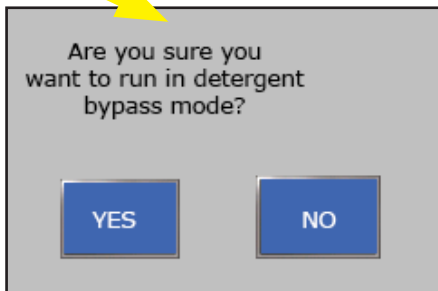 Are you sure you
want to run in detergent
bypass mode?
YES
NO